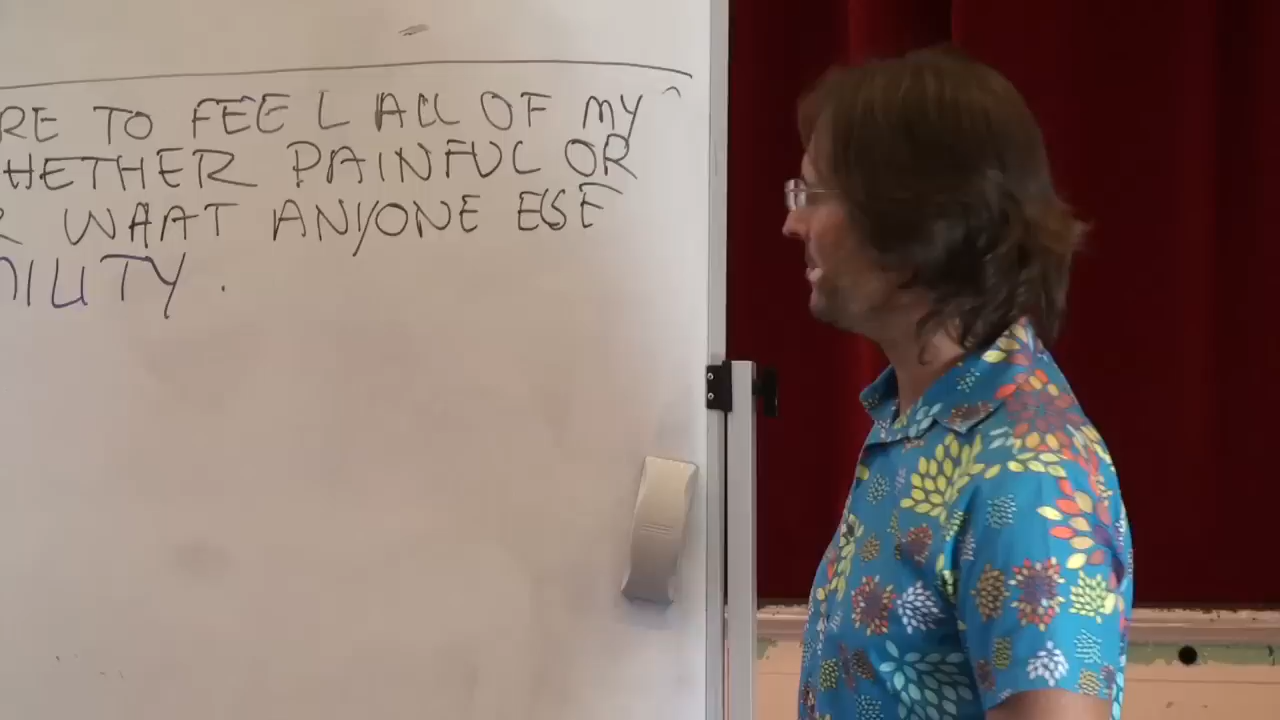 RE TO FEEL ALL OF MY
HETHER PAINFUL OR
R WHAT ANYONE ELSE
ILITY.